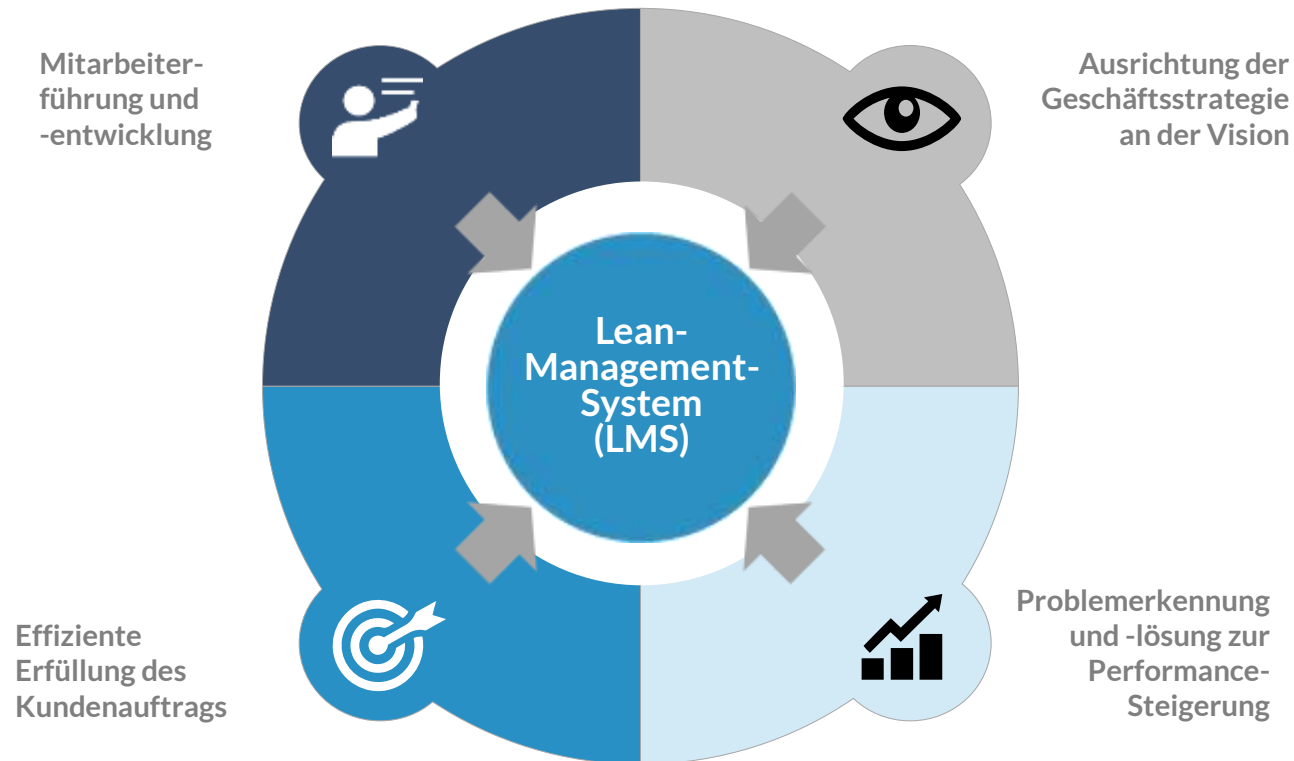 Mitarbeiter-
führung und
-entwicklung
Ausrichtung der
Geschäftsstrategie
an der Vision
Lean-
Management-
System
(LMS)
Effiziente
Erfüllung des
Kundenauftrags
Problemerkennung
und -lösung zur
Performance-
Steigerung